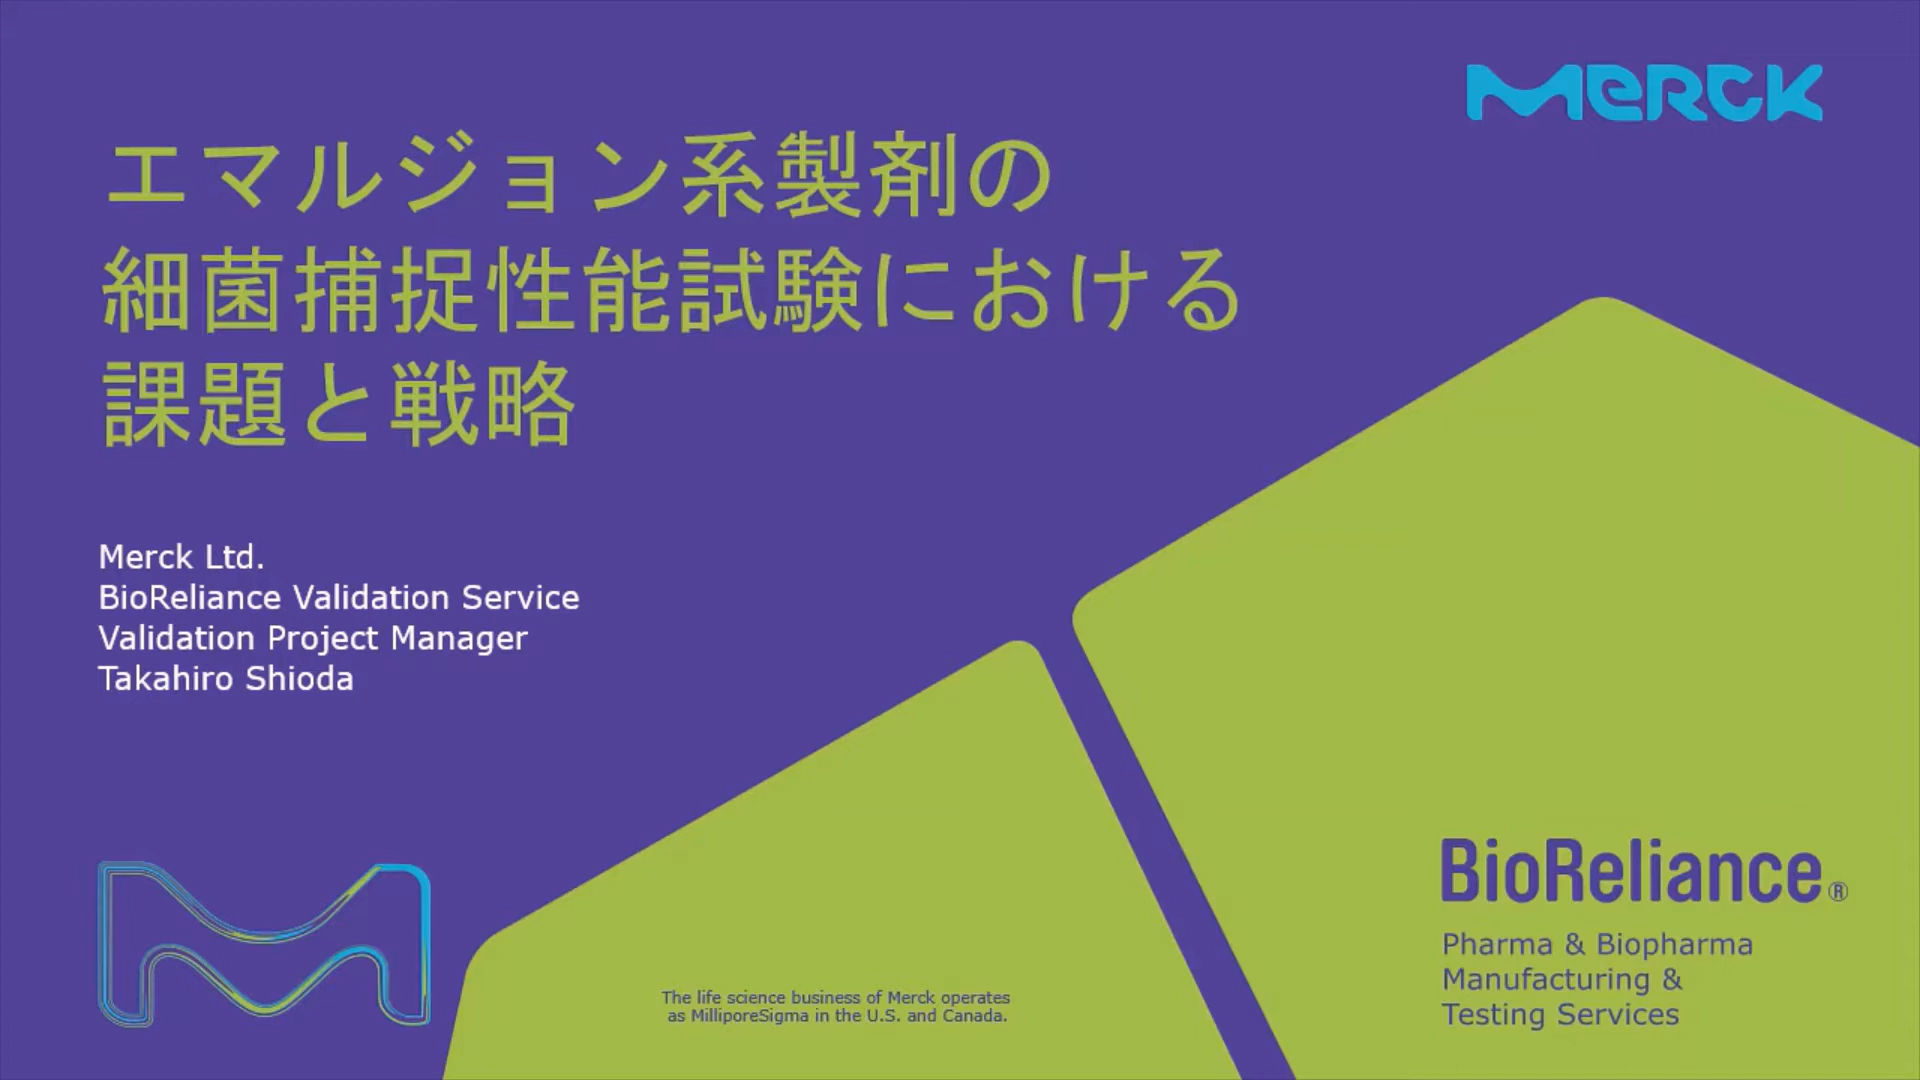 MERCK
エマルジョン系製剤の
細菌捕捉性能試験における
課題と戦略
Merck Ltd.
BioReliance Validation Service
Validation Project Manager
Takahiro Shioda
The life science business of Merck operates
as MilliporeSigma in the U.S. and Canada.
BioReliance®
Pharma & Biopharma
Manufacturing &
Testing Services